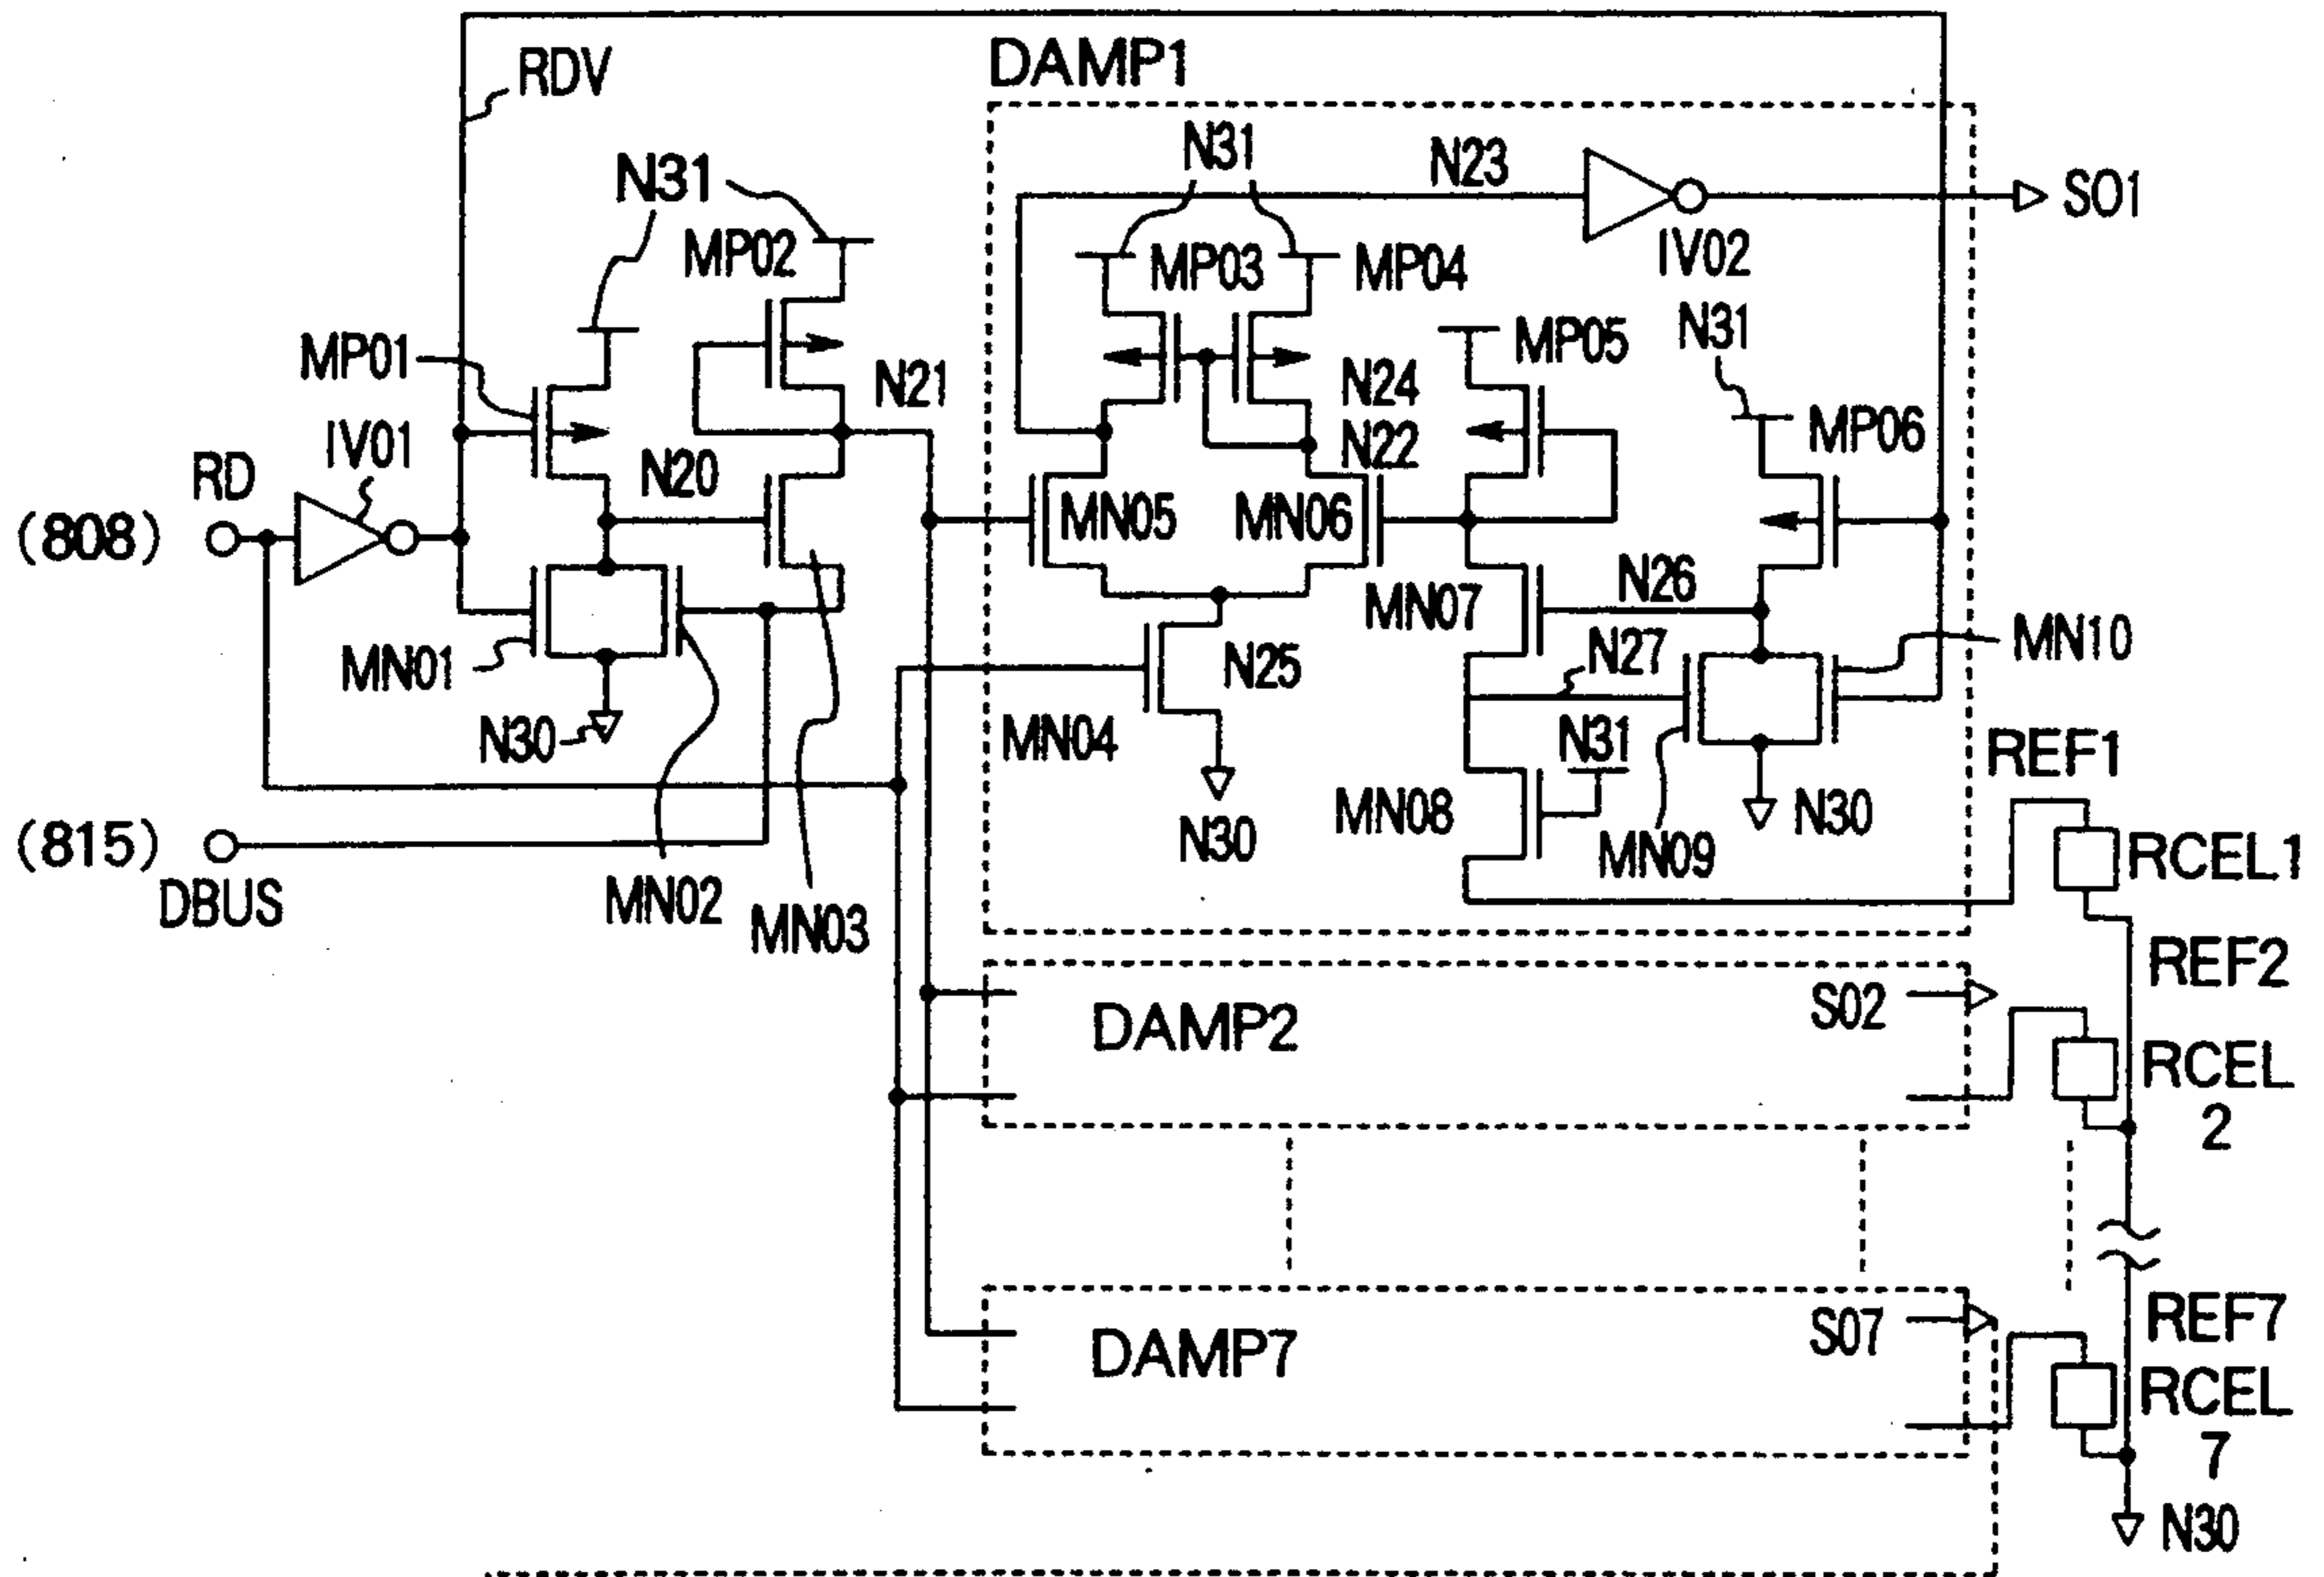 DAMP1
RDV
N31
N31
N23
SO1
MP02
MP03
MP04
IV02
N31
MP05
MP01
IV01
N21
N24
MP06
N22
RD
N20
(808)
MN05
MN06
MN07
N26
MN01
N25
N27
MN10
N30
MN04
N31
REF1
MN08
N30
MN09
N30
(815)
DBUS
MN02
MN03
RCEL1
REF2
DAMP2
S02
RCEL
2
REF7
DAMP7
S07
RCEL
7
N30